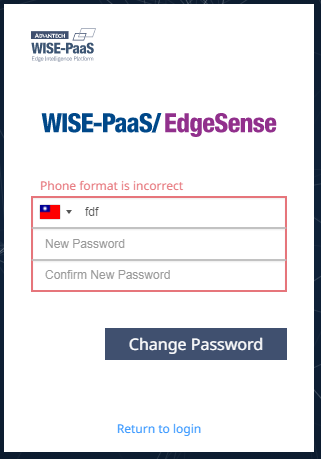 ADVANTECH
WISE-PaaS
Edge Intelligence Platform
WISE-PaaS/ EdgeSense
Phone format is incorrect
fdf
New Password
Confirm New Password
Change Password
Return to login